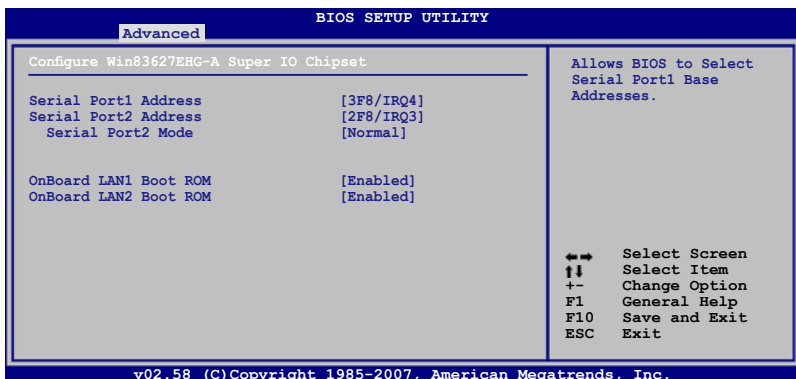 BIOS SETUP UTILITY
Advanced
Configure Win83627EHG-A Super IO Chipset
Serial Port1 Address [3F8/IRQ4]
Serial Port2 Address [2F8/IRQ3]
Serial Port2 Mode [Normal]
OnBoard LAN1 Boot ROM [Enabled]
OnBoard LAN2 Boot ROM [Enabled]
Allows BIOS to Select
Serial Port1 Base
Addresses.
←→ Select Screen
↑↓ Select Item
+- Change Option
F1 General Help
F10 Save and Exit
ESC Exit
v02.58 (C)Copyright 1985-2007, American Megatrends, Inc.